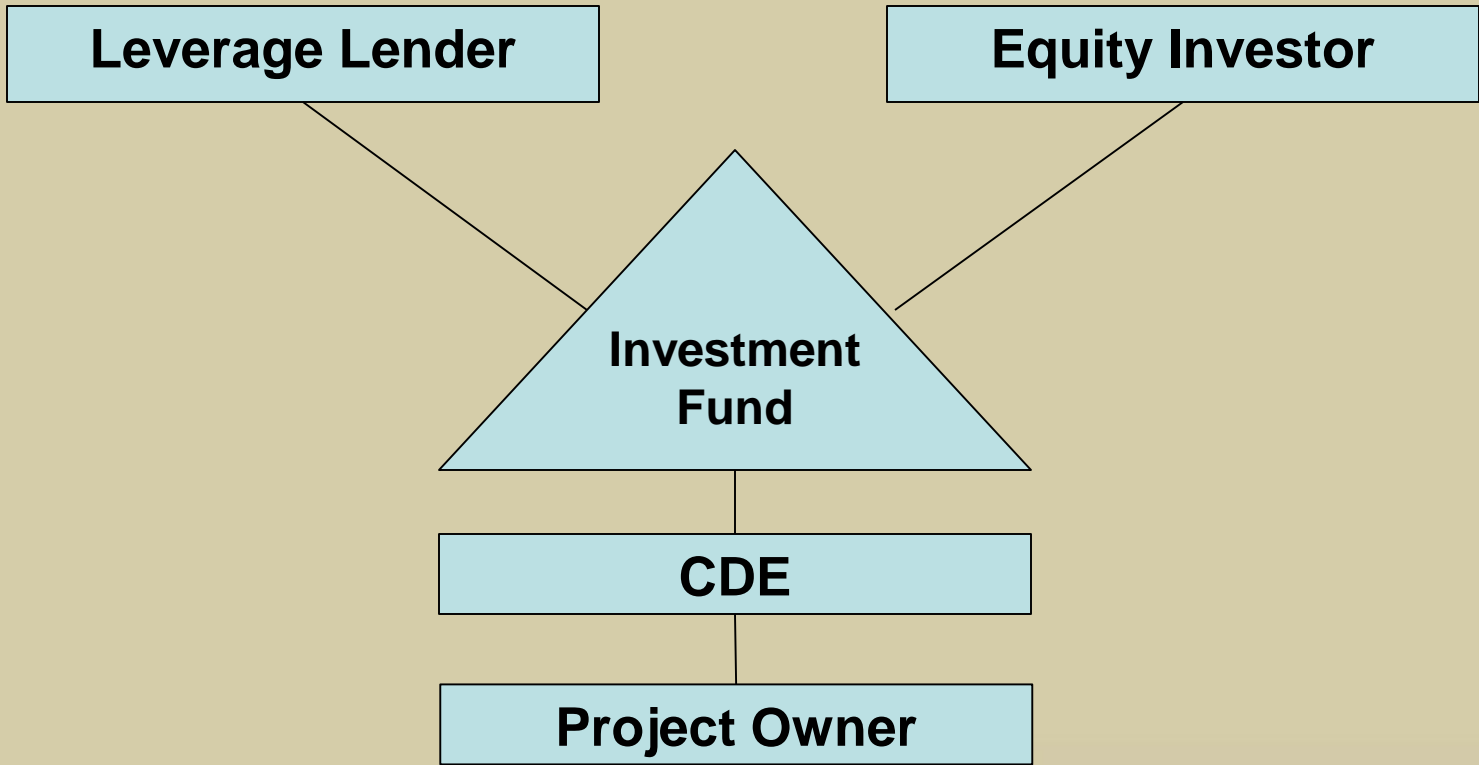 Leverage Lender
Equity Investor
Investment
Fund
CDE
Project Owner